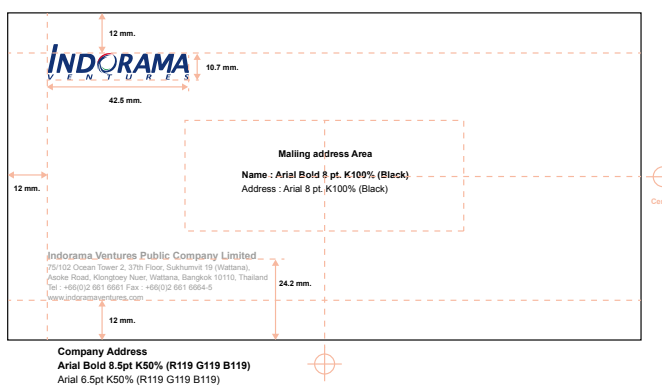 12 mm.
INDORAMA
VENTURES
10.7 mm.
42.5 mm.
Maliing address Area
Name : Arial Bold 8 pt. K100% (Black)
Address : Arial 8 pt. K100% (Black)
12 mm.
Indorama Ventures Public Company Limited
75/102 Ocean Tower 2, 37th Floor, Sukhumvit 19 (Wattana),
Asoke Road, Klongtoey Nuer, Wattana, Bangkok 10110, Thailand
Tel : +66(0)2 661 6661 Fax : +66(0)2 661 6664-5
www.indoramaventures.com
24.2 mm.
12 mm.
Company Address
Arial Bold 8.5pt K50% (R119 G119 B119)
Arial 6.5pt K50% (R119 G119 B119)